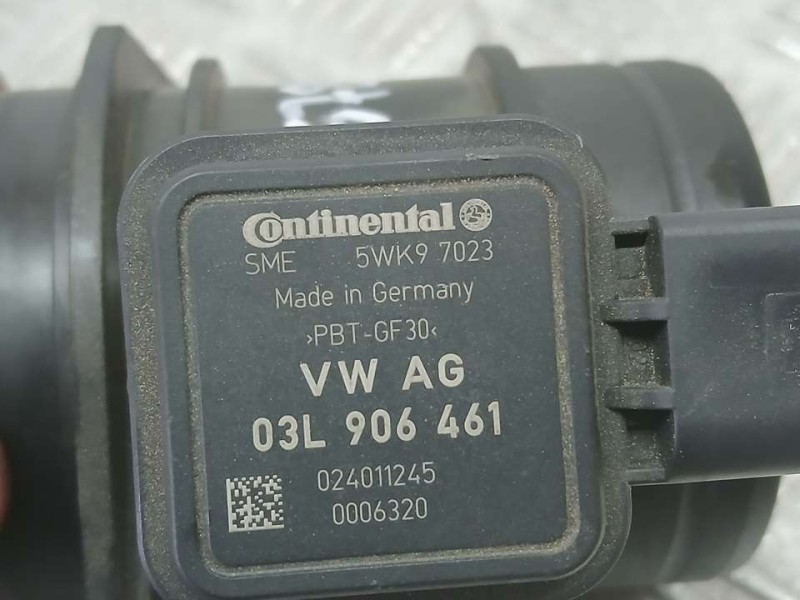 Continental
SME 5WK9 7023
Made in Germany
>PBT-GF30<
VW AG
03L 906 461
024011245
0006320